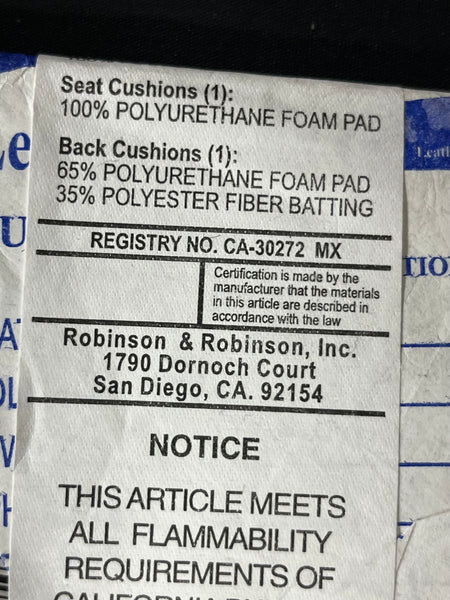 Seat Cushions (1):
100% POLYURETHANE FOAM PAD
Back Cushions (1):
65% POLYURETHANE FOAM PAD
35% POLYESTER FIBER BATTING
REGISTRY NO. CA-30272 MX
Certification is made by the
manufacturer that the materials
in this article are described in
accordance with the law
Robinson & Robinson, Inc.
1790 Dornoch Court
San Diego, CA. 92154
NOTICE
THIS ARTICLE MEETS
ALL FLAMMABILITY
REQUIREMENTS OF